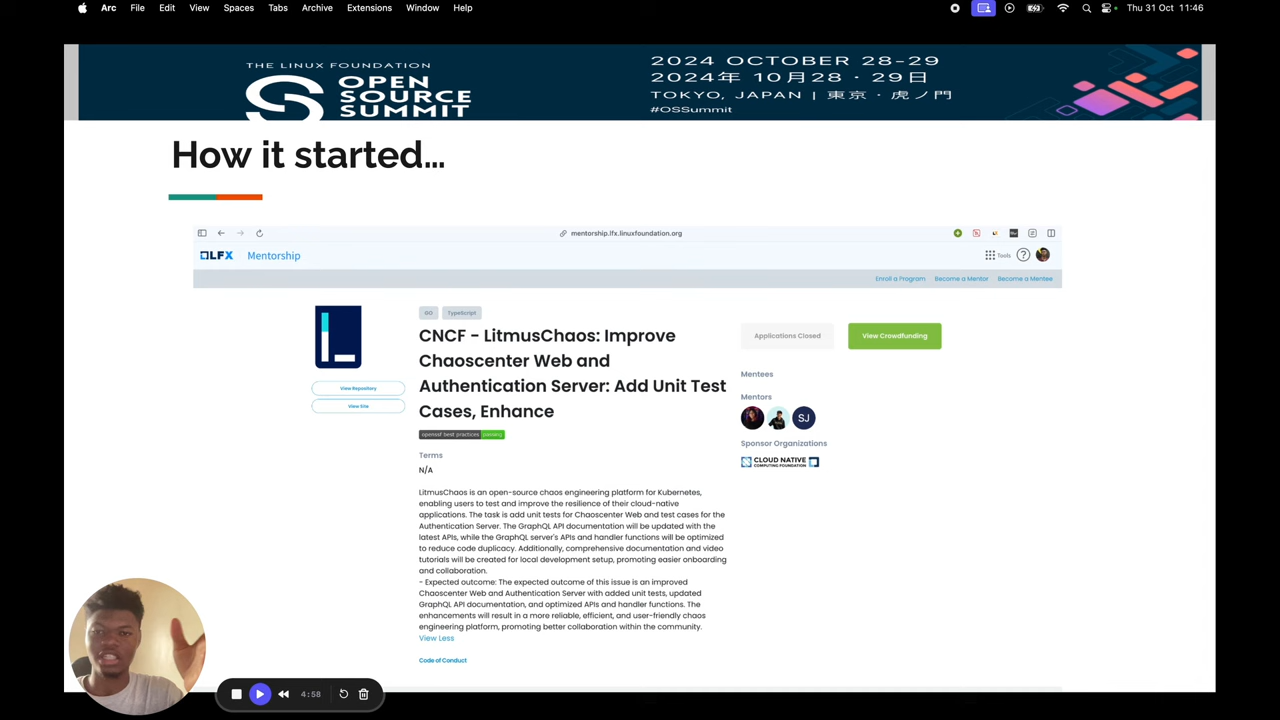 Arc File Edit View Spaces Tabs Archive Extensions Window Help Thu 31 Oct 11:46
THE LINUX FOUNDATION
OPEN
SOURCE
SUMMIT
2024 OCTOBER 28-29
2024年 10月28・29日
TOKYO, JAPAN | 東京・虎ノ門
#OSSummit
How it started…
mentorship.lfx.linuxfoundation.org
LFX Mentorship
Tools
Enroll a Program Become a Mentor Become a Mentee
GO TypeScript
CNCF - LitmusChaos: Improve
Chaoscenter Web and
Authentication Server: Add Unit Test
Cases, Enhance
openssf best practices passing
View Repository
View Site
Terms
N/A
LitmusChaos is an open-source chaos engineering platform for Kubernetes,
enabling users to test and improve the resilience of their cloud-native
applications. The task is add unit tests for Chaoscenter Web and test cases for the
Authentication Server. The GraphQL API documentation will be updated with the
latest APIs, while the GraphQL server's APIs and handler functions will be optimized
to reduce code duplicacy. Additionally, comprehensive documentation and video
tutorials will be created for local development setup, promoting easier onboarding
and collaboration.
- Expected outcome: The expected outcome of this issue is an improved
Chaoscenter Web and Authentication Server with added unit tests, updated
GraphQL API documentation, and optimized APIs and handler functions. The
enhancements will result in a more reliable, efficient, and user-friendly chaos
engineering platform, promoting better collaboration within the community.
View Less
Code of Conduct
Applications Closed
View Crowdfunding
Mentees
Mentors
SJ
Sponsor Organizations
CLOUD NATIVE
COMPUTING FOUNDATION
4:58